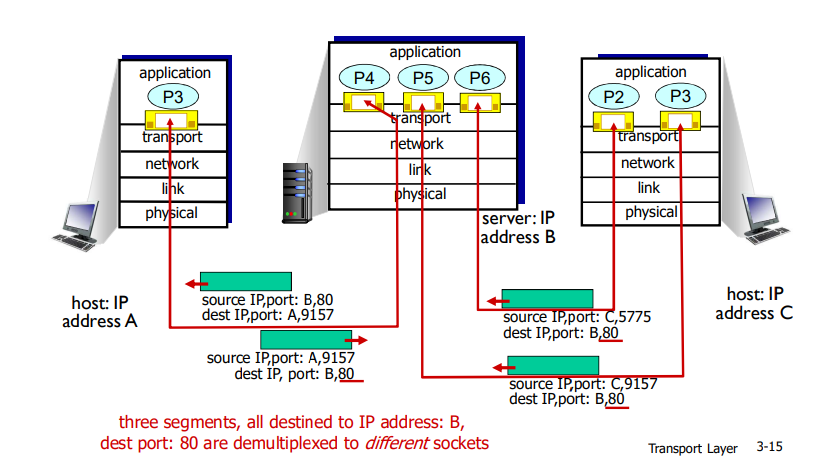 application
P3
transport
network
link
physical
host: IP
address A
application
P4 P5 P6
transport
network
link
physical
server: IP
address B
application
P2 P3
transport
network
link
physical
host: IP
address C
source IP,port: B,80
dest IP,port: A,9157
source IP,port: A,9157
dest IP, port: B,80
source IP,port: C,5775
dest IP,port: B,80
source IP,port: C,9157
dest IP,port: B,80
three segments, all destined to IP address: B,
dest port: 80 are demultiplexed to different sockets
Transport Layer 3-15